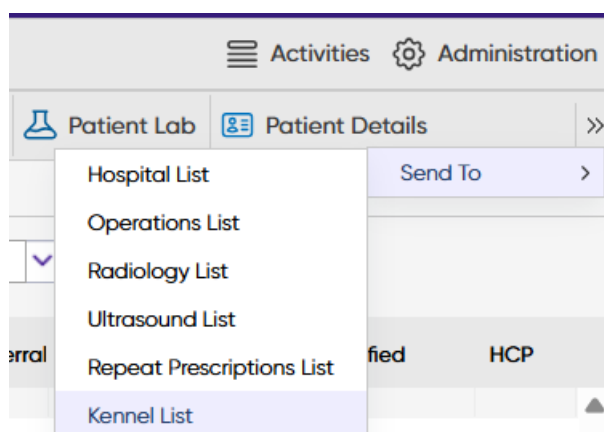 Activities Administration
Patient Lab Patient Details
Hospital List Send To
Operations List
Radiology List
Ultrasound List
erral Repeat Prescriptions List fied HCP
Kennel List